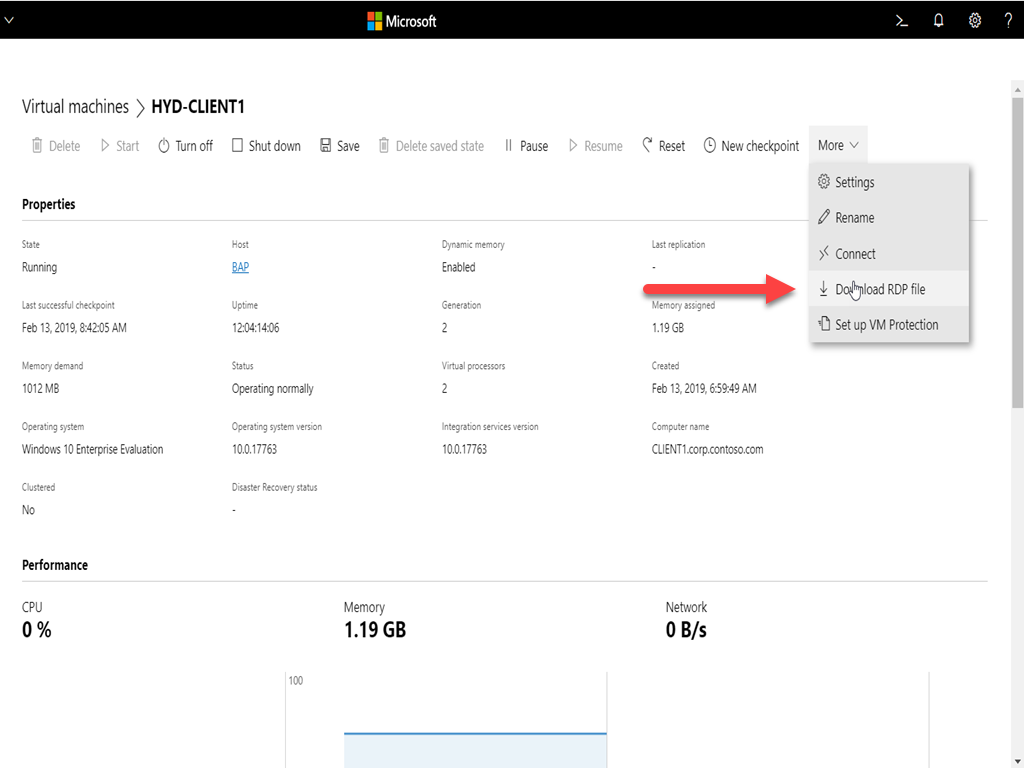 Microsoft
Virtual machines > HYD-CLIENT1
Delete Start Turn off Shut down Save Delete saved state Pause Resume Reset New checkpoint More
Settings
Rename
Connect
Download RDP file
Set up VM Protection
Properties
State Host Dynamic memory Last replication
Running BAP Enabled -
Last successful checkpoint Uptime Generation Memory assigned
Feb 13, 2019, 8:42:05 AM 12:04:14:06 2 1.19 GB
Memory demand Status Virtual processors Created
1012 MB Operating normally 2 Feb 13, 2019, 6:59:49 AM
Operating system Operating system version Integration services version Computer name
Windows 10 Enterprise Evaluation 10.0.17763 10.0.17763 CLIENT1.corp.contoso.com
Clustered Disaster Recovery status
No -
Performance
CPU Memory Network
0 % 1.19 GB 0 B/s
100